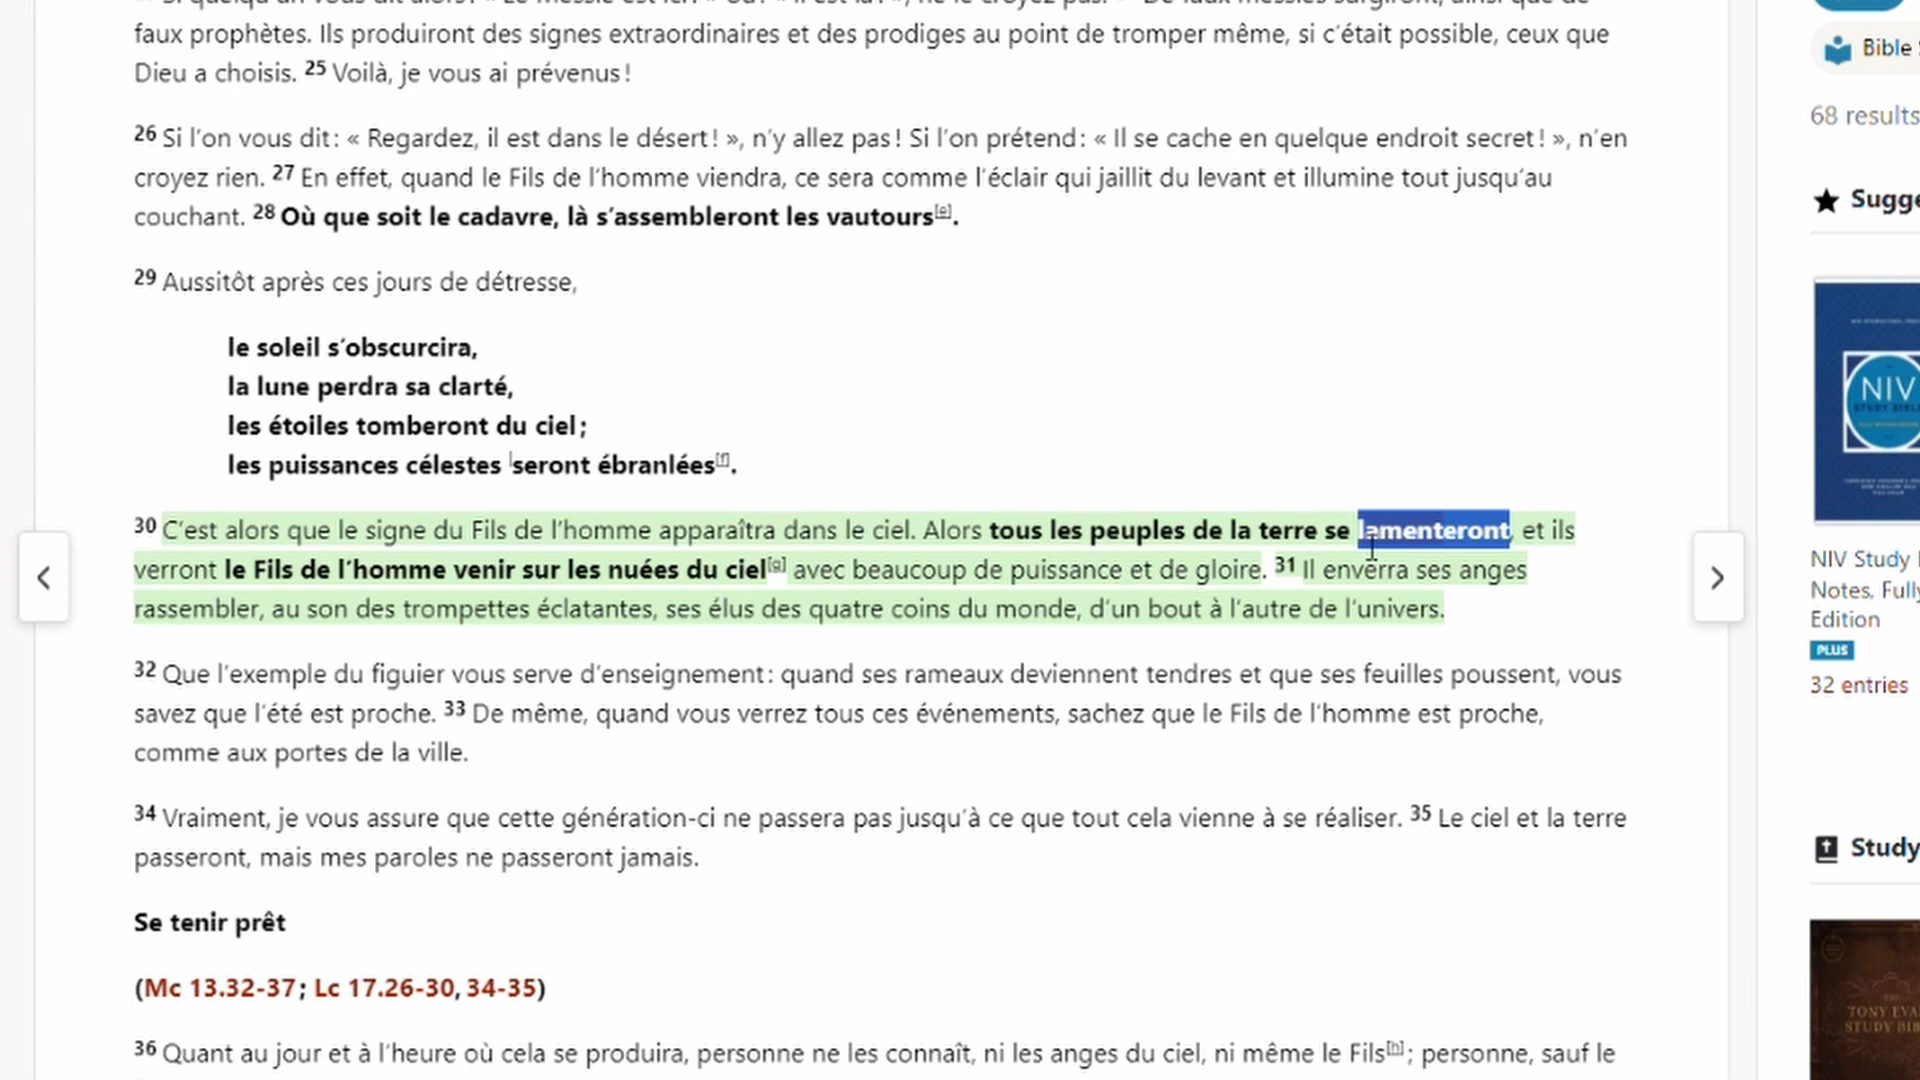 faux prophètes. Ils produiront des signes extraordinaires et des prodiges au point de tromper même, si c’était possible, ceux que
Dieu a choisis. 25 Voilà, je vous ai prévenus !
26 Si l’on vous dit : « Regardez, il est dans le désert ! », n’y allez pas ! Si l’on prétend : « Il se cache en quelque endroit secret ! », n’en
croyez rien. 27 En effet, quand le Fils de l’homme viendra, ce sera comme l’éclair qui jaillit du levant et illumine tout jusqu’au
couchant. 28 Où que soit le cadavre, là s’assembleront les vautours[e].
29 Aussitôt après ces jours de détresse,
le soleil s’obscurcira,
la lune perdra sa clarté,
les étoiles tomberont du ciel ;
les puissances célestes seront ébranlées[f].
30 C’est alors que le signe du Fils de l’homme apparaîtra dans le ciel. Alors tous les peuples de la terre se lamenteront, et ils
verront le Fils de l’homme venir sur les nuées du ciel[g] avec beaucoup de puissance et de gloire. 31 Il enverra ses anges
rassembler, au son des trompettes éclatantes, ses élus des quatre coins du monde, d’un bout à l’autre de l’univers.
32 Que l’exemple du figuier vous serve d’enseignement : quand ses rameaux deviennent tendres et que ses feuilles poussent, vous
savez que l’été est proche. 33 De même, quand vous verrez tous ces événements, sachez que le Fils de l’homme est proche,
comme aux portes de la ville.
34 Vraiment, je vous assure que cette génération-ci ne passera pas jusqu’à ce que tout cela vienne à se réaliser. 35 Le ciel et la terre
passeront, mais mes paroles ne passeront jamais.
Se tenir prêt
(Mc 13.32-37 ; Lc 17.26-30, 34-35)
36 Quant au jour et à l’heure où cela se produira, personne ne les connaît, ni les anges du ciel, ni même le Fils[h] ; personne, sauf le
Bible
68 results
Sugge
NIV
STUDY BIBLE
NIV Study
Notes, Fully
Edition
PLUS
32 entries
Study
THE
TONY EVA
STUDY BIB